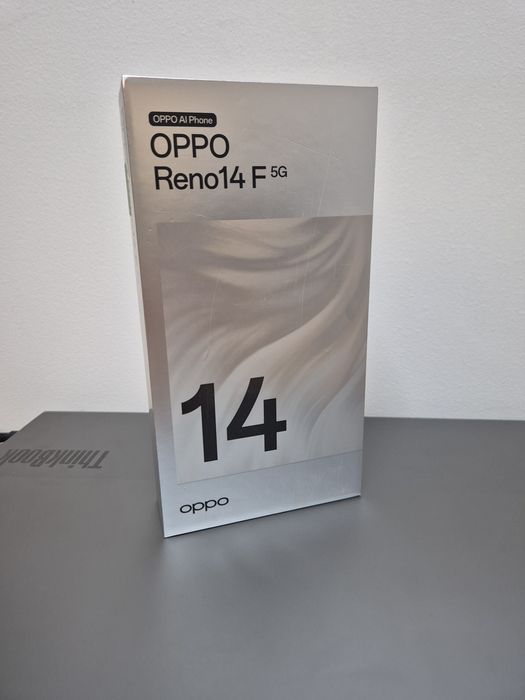 OPPO AI Phone
OPPO
Reno14 F 5G
14
oppo
ThinkBook